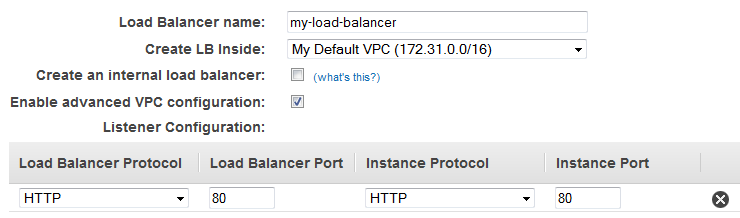 Load Balancer name: my-load-balancer
Create LB Inside: My Default VPC (172.31.0.0/16)
Create an internal load balancer: (what's this?)
Enable advanced VPC configuration:
Listener Configuration:
Load Balancer Protocol Load Balancer Port Instance Protocol Instance Port
HTTP 80 HTTP 80